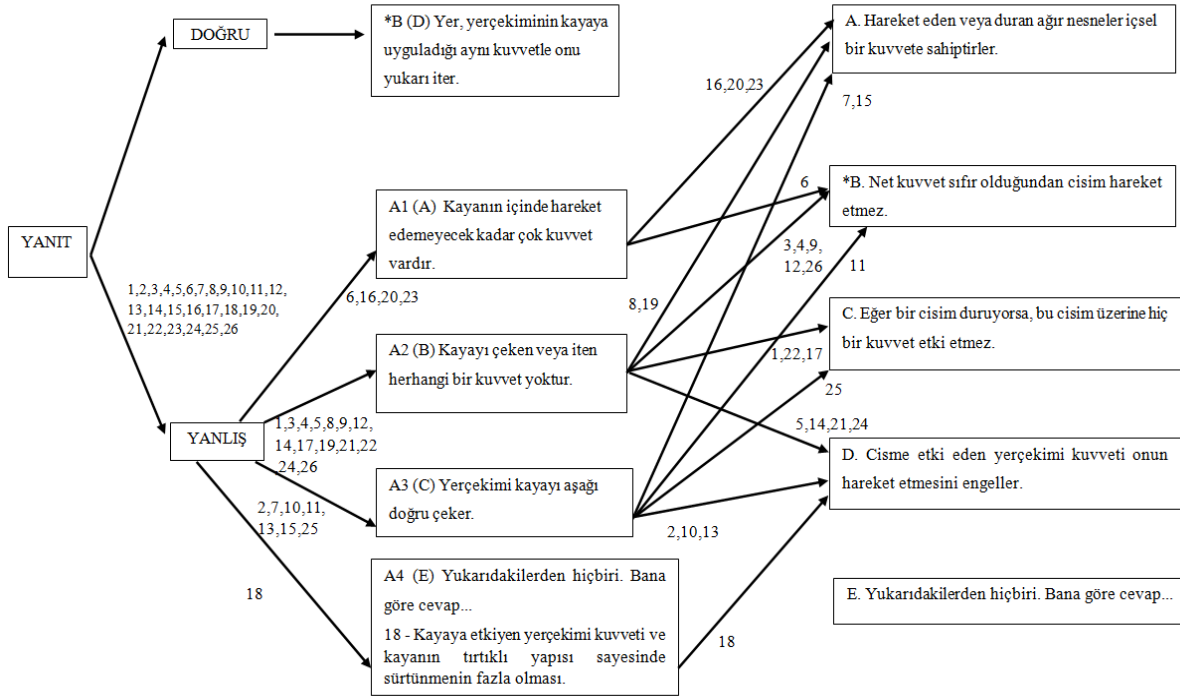 YANIT
DOĞRU
*B (D) Yer, yerçekiminin kayaya
uyguladığı aynı kuvvetle onu
yukarı iter.
1,2,3,4,5,6,7,8,9,10,11,12,
13,14,15,16,17,18,19,20,
21,22,23,24,25,26
YANLIŞ
6,16,20,23
A1 (A) Kayanın içinde hareket
edemeyecek kadar çok kuvvet
vardır.
1,3,4,5,8,9,12,
14,17,19,21,22
,24,26
A2 (B) Kayayı çeken veya iten
herhangi bir kuvvet yoktur.
2,7,10,11,
13,15,25
A3 (C) Yerçekimi kayayı aşağı
doğru çeker.
18
A4 (E) Yukarıdakilerden hiçbiri. Bana
göre cevap...
18 - Kayaya etkiyen yerçekimi kuvveti ve
kayanın tırtıklı yapısı sayesinde
sürtünmenin fazla olması.
16,20,23
7,15
6
3,4,9,
12,26
11
8,19
1,22,17
25
5,14,21,24
2,10,13
18
A. Hareket eden veya duran ağır nesneler içsel
bir kuvvete sahiptirler.
*B. Net kuvvet sıfır olduğundan cisim hareket
etmez.
C. Eğer bir cisim duruyorsa, bu cisim üzerine hiç
bir kuvvet etki etmez.
D. Cisme etki eden yerçekimi kuvveti onun
hareket etmesini engeller.
E. Yukarıdakilerden hiçbiri. Bana göre cevap...